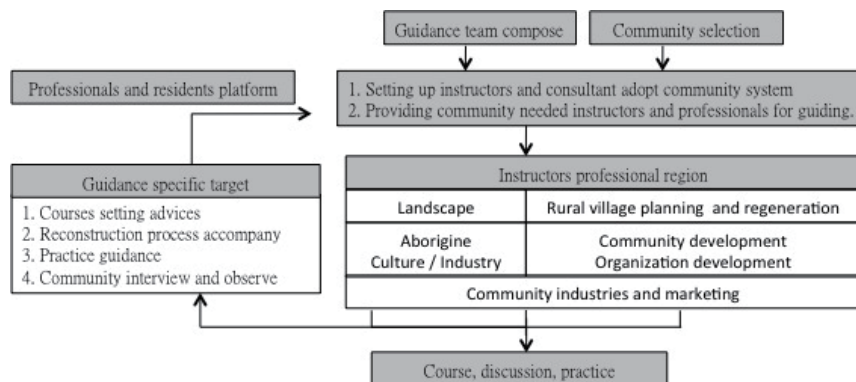 Guidance team compose
Community selection
Professionals and residents platform
1. Setting up instructors and consultant adopt community system
2. Providing community needed instructors and professionals for guiding.
Guidance specific target
1. Courses setting advices
2. Reconstruction process accompany
3. Practice guidance
4. Community interview and observe
Instructors professional region
Landscape
Rural village planning and regeneration
Aborigine
Culture / Industry
Community development
Organization development
Community industries and marketing
Course, discussion, practice